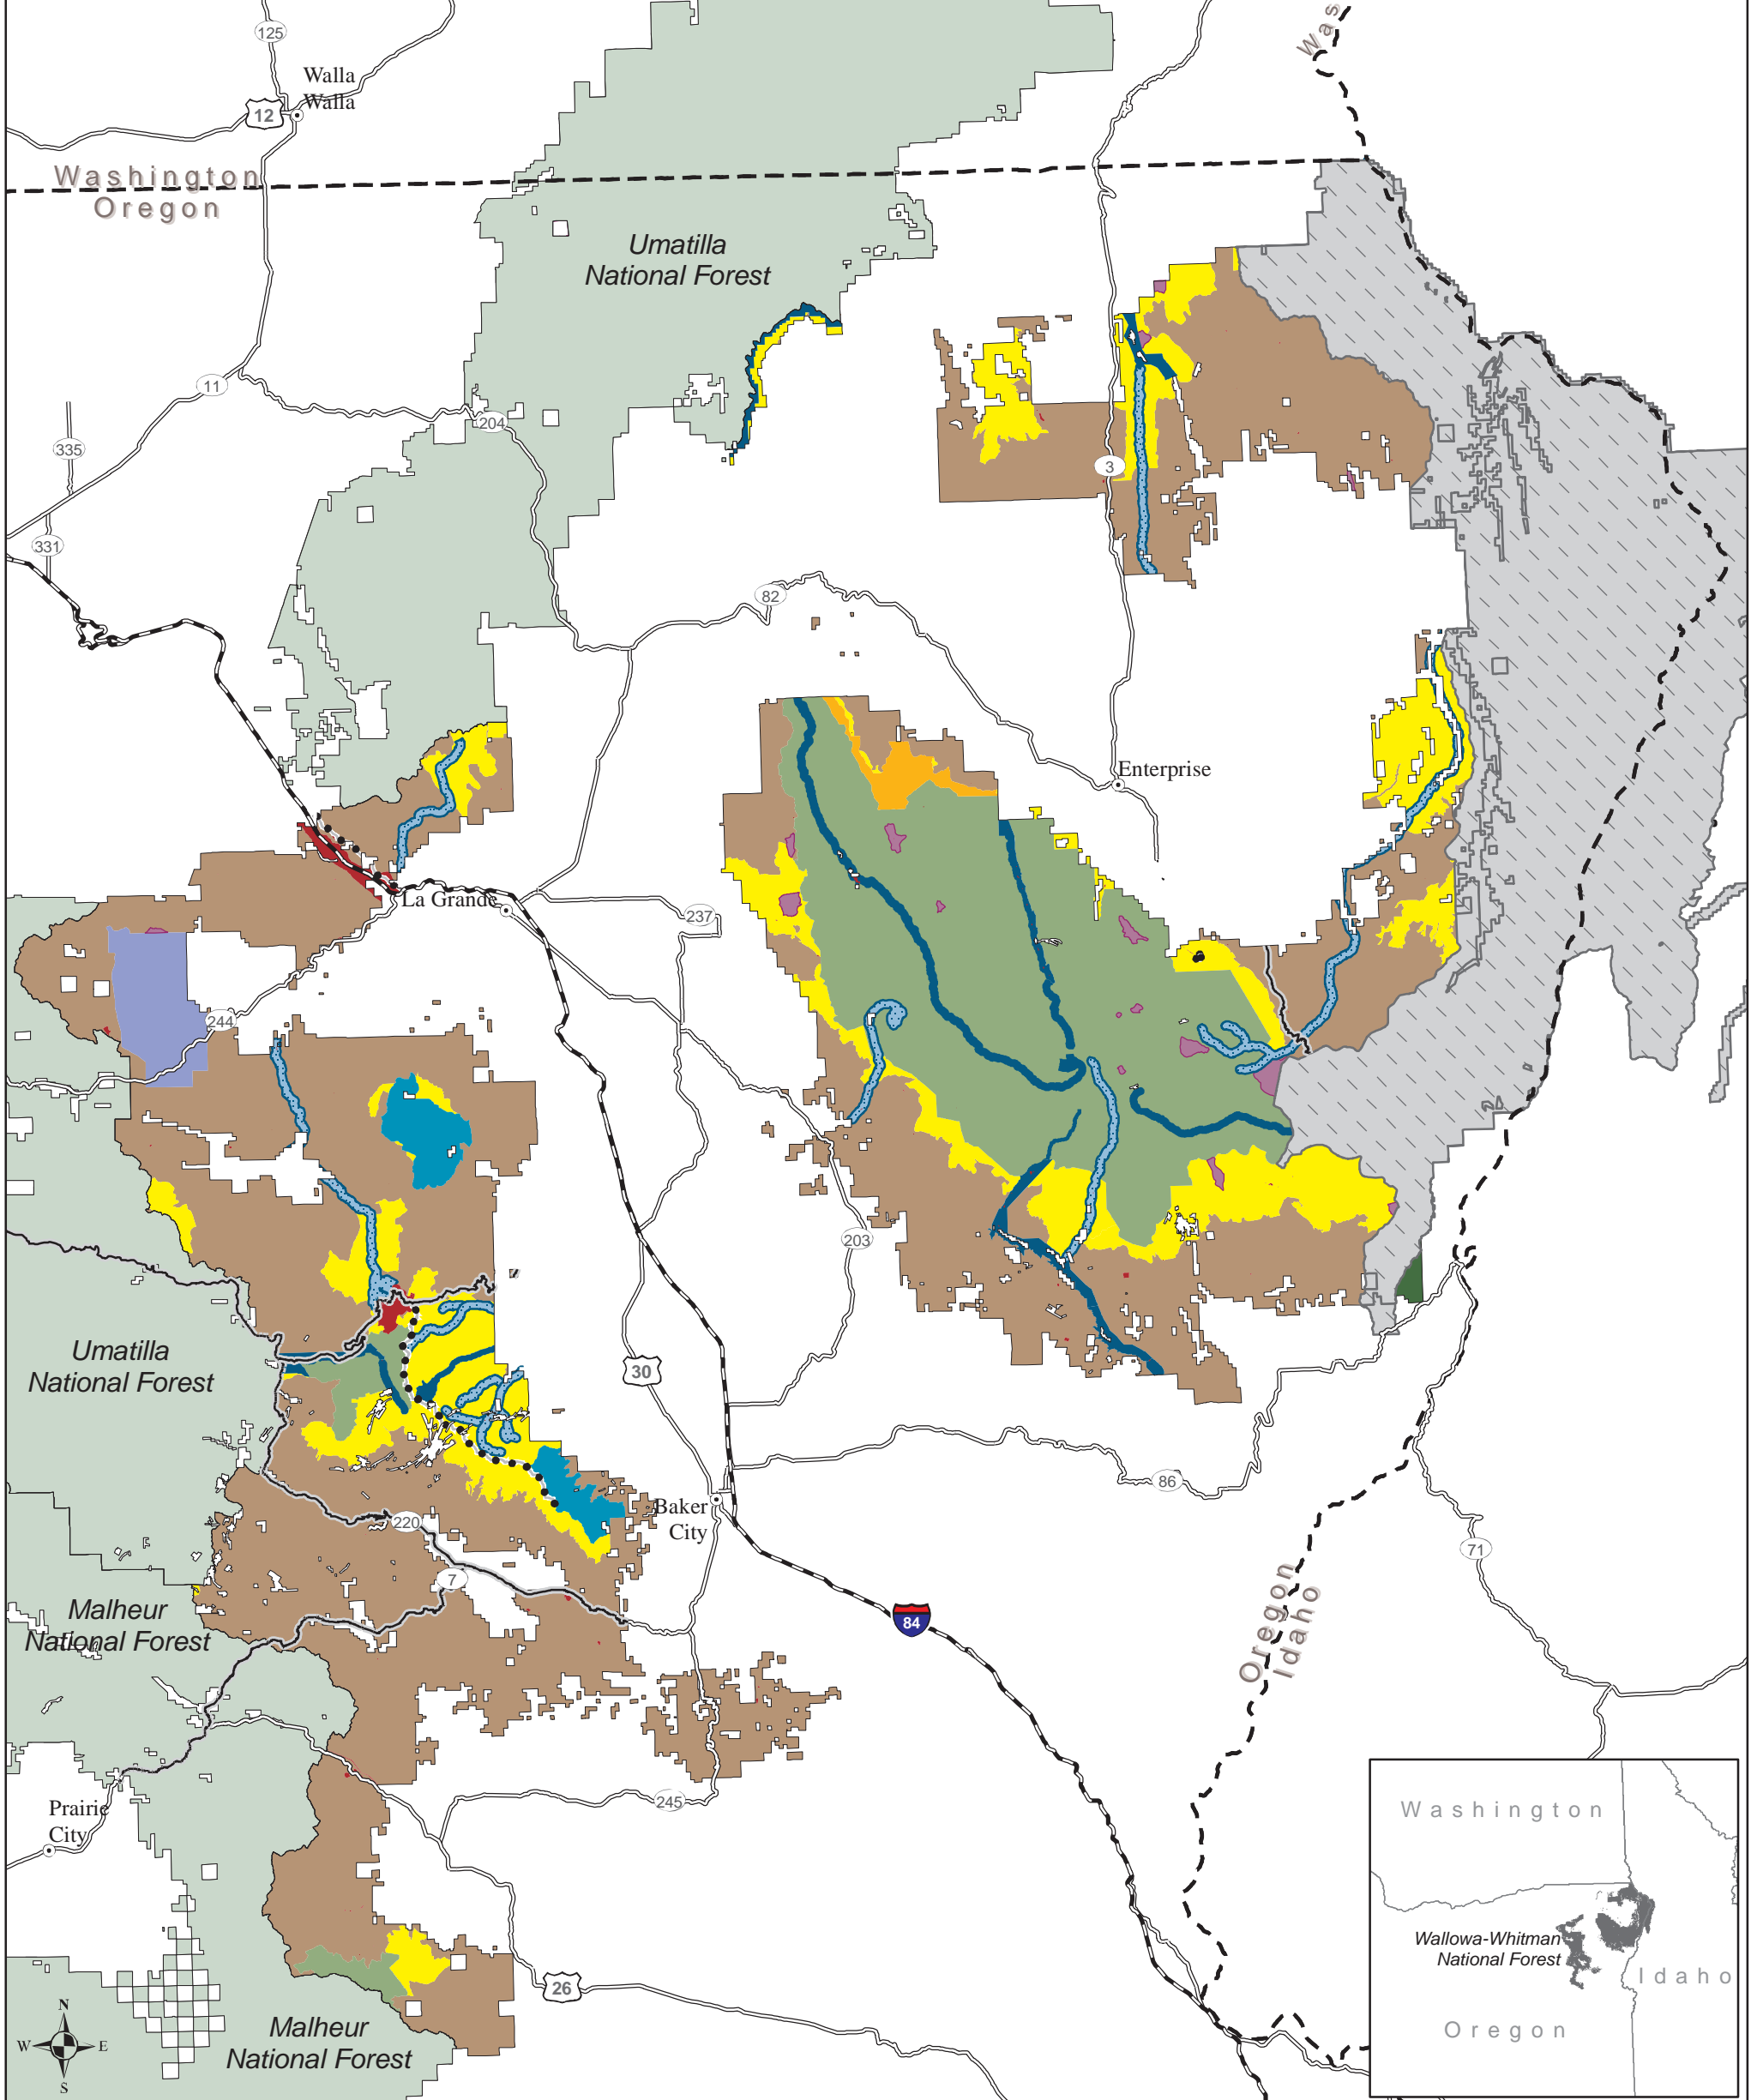 125
Walla
Walla
12
Was
Washington
Oregon
Umatilla
National Forest
11
204
335
3
331
82
Enterprise
La Grande
237
244
203
Umatilla
National Forest
30
86
Baker
City
220
71
7
Malheur
National Forest
84
Oregon
Idaho
245
Prairie
City
Washington
Wallowa-Whitman
National Forest
Idaho
Oregon
26
N
W
E
S
Malheur
National Forest